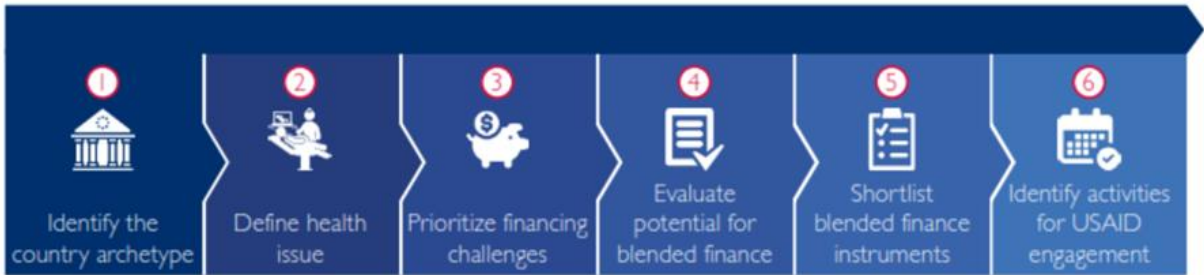 1
Identify the
country archetype
2
Define health
issue
3
Prioritize financing
challenges
4
Evaluate
potential for
blended finance
5
Shortlist
blended finance
instruments
6
Identify activities
for USAID
engagement